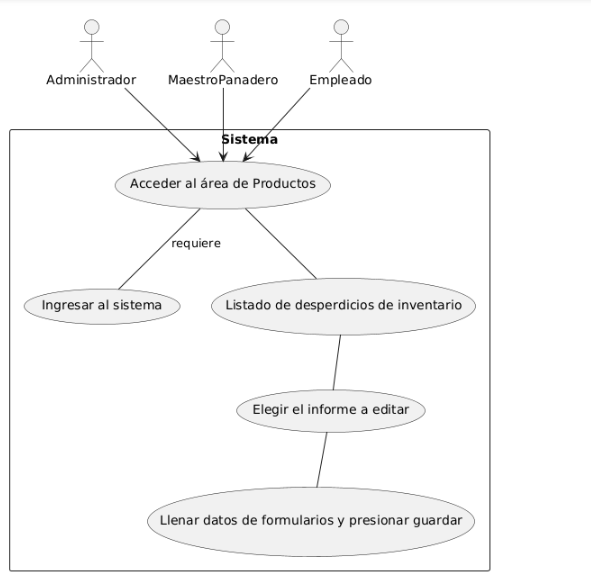 Administrador
MaestroPanadero
Empleado
Sistema
Acceder al área de Productos
requiere
Ingresar al sistema
Listado de desperdicios de inventario
Elegir el informe a editar
Llenar datos de formularios y presionar guardar